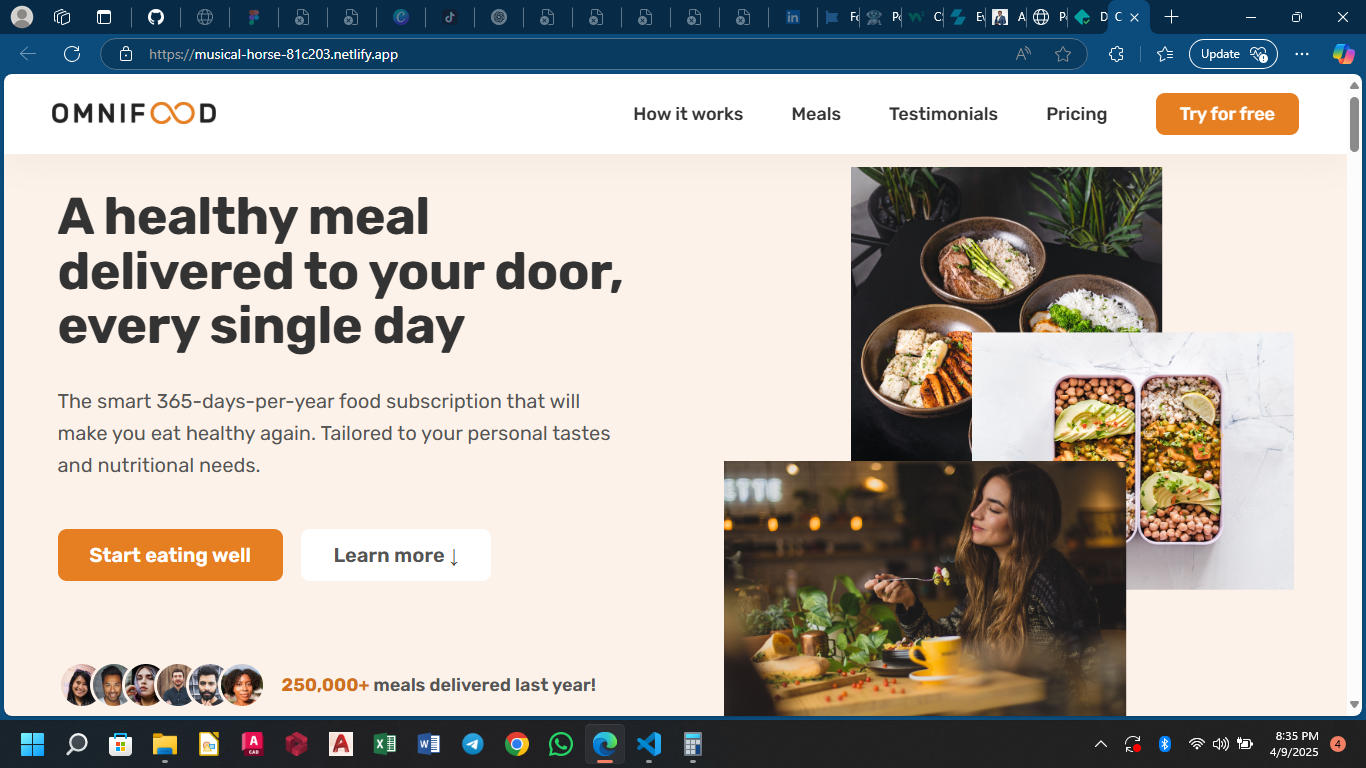 Fo
Po
C
Ev
A
P
D
C
https://musical-horse-81c203.netlify.app
Update
OMNIFOOD
How it works
Meals
Testimonials
Pricing
Try for free
A healthy meal
delivered to your door,
every single day
The smart 365-days-per-year food subscription that will
make you eat healthy again. Tailored to your personal tastes
and nutritional needs.
Start eating well
Learn more ↓
250,000+ meals delivered last year!
ETTE
8:35 PM
4/9/2025
4